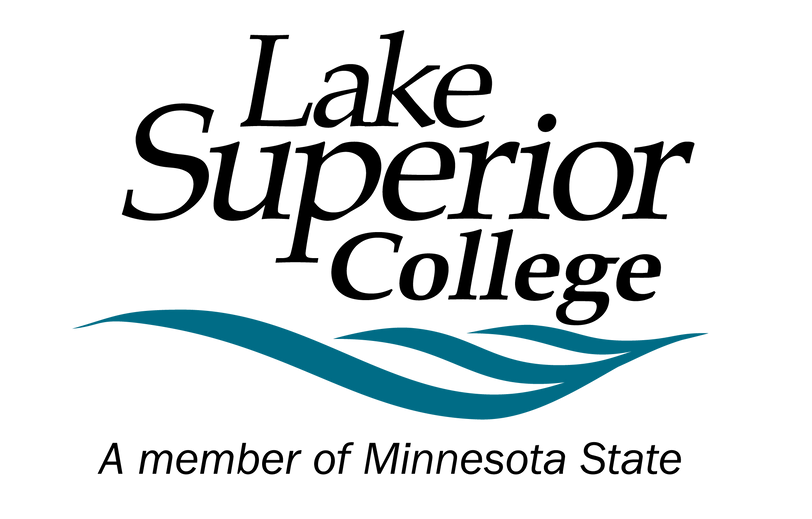 Lake
Superior
College
A member of Minnesota State